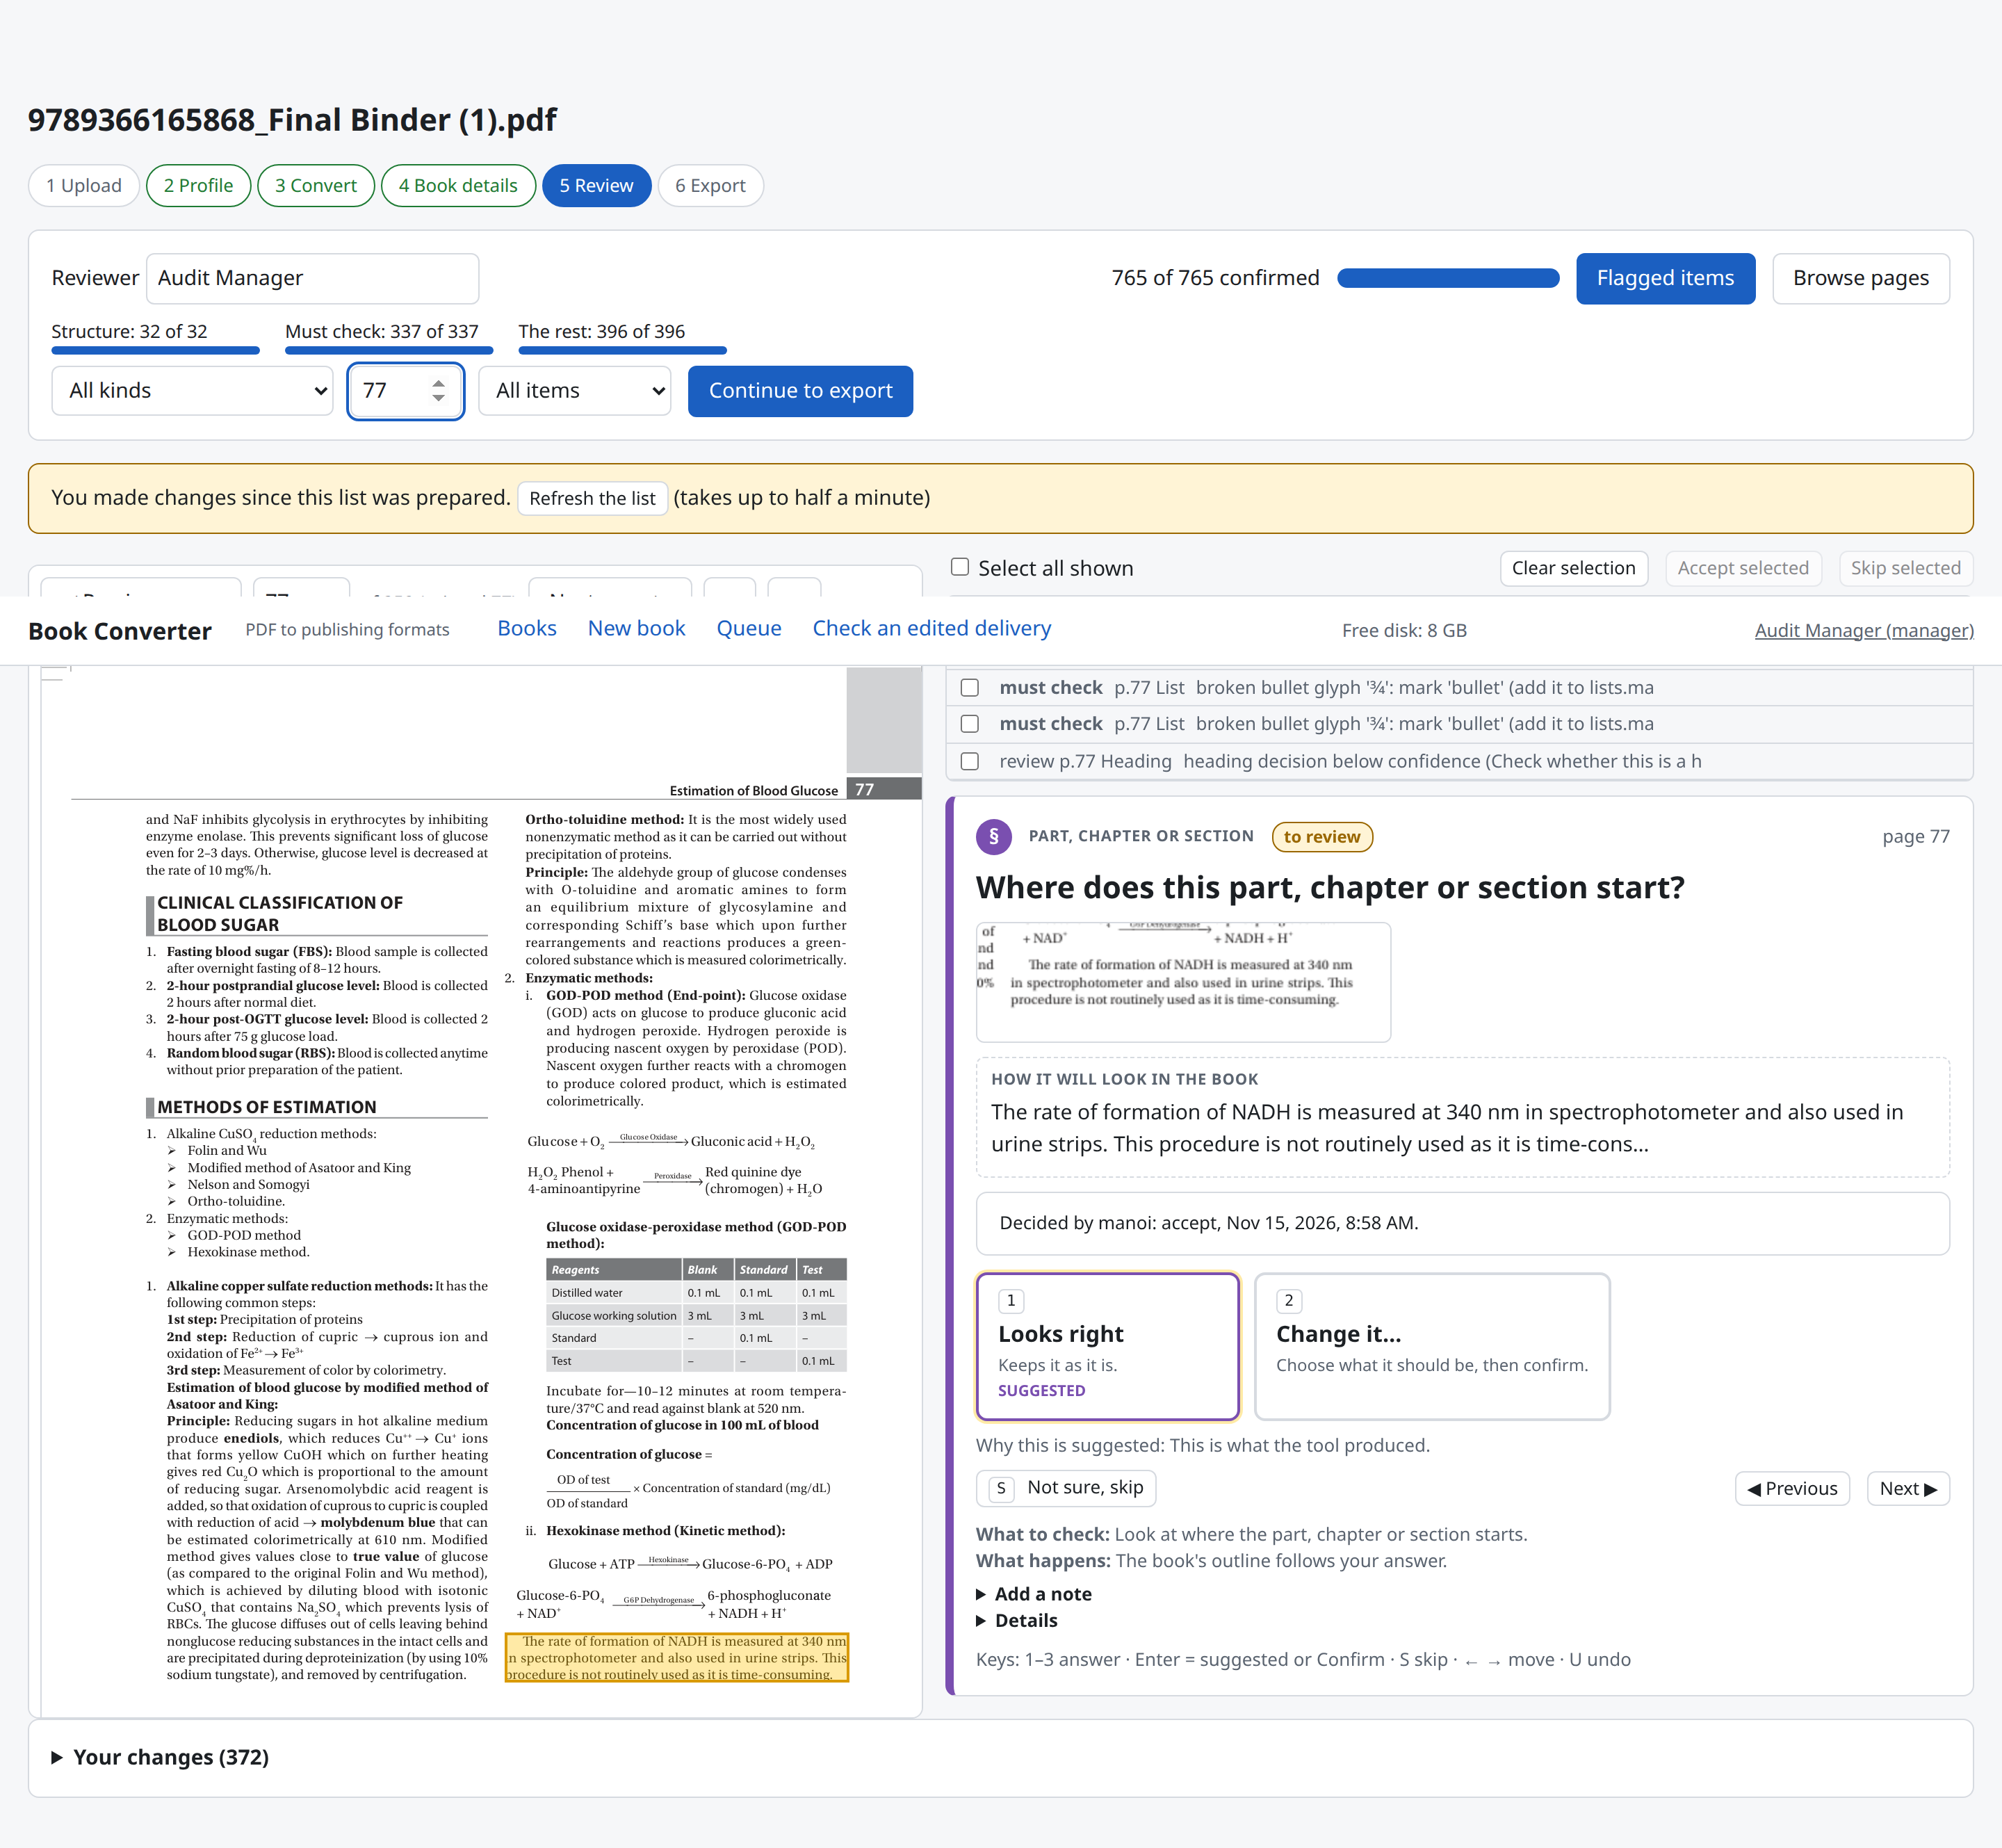 9789366165868_Final Binder (1).pdf
1 Upload
2 Profile
3 Convert
4 Book details
5 Review
6 Export
Reviewer
Audit Manager
765 of 765 confirmed
Flagged items
Browse pages
Structure: 32 of 32
Must check: 337 of 337
The rest: 396 of 396
All kinds
77
All items
Continue to export
You made changes since this list was prepared. Refresh the list (takes up to half a minute)
Select all shown
Clear selection
Accept selected
Skip selected
Book Converter
PDF to publishing formats
Books
New book
Queue
Check an edited delivery
Free disk: 8 GB
Audit Manager (manager)
Estimation of Blood Glucose 77
and NaF inhibits glycolysis in erythrocytes by inhibiting
enzyme enolase. This prevents significant loss of glucose
even for 2–3 days. Otherwise, glucose level is decreased at
the rate of 10 mg%/h.
CLINICAL CLASSIFICATION OF
BLOOD SUGAR
1. Fasting blood sugar (FBS): Blood sample is collected
after overnight fasting of 8–12 hours.
2. 2-hour postprandial glucose level: Blood is collected
2 hours after normal diet.
3. 2-hour post-OGTT glucose level: Blood is collected 2
hours after 75 g glucose load.
4. Random blood sugar (RBS): Blood is collected anytime
without prior preparation of the patient.
METHODS OF ESTIMATION
1. Alkaline CuSO₄ reduction methods:
➢ Folin and Wu
➢ Modified method of Asatoor and King
➢ Nelson and Somogyi
➢ Ortho-toluidine.
2. Enzymatic methods:
➢ GOD-POD method
➢ Hexokinase method.
1. Alkaline copper sulfate reduction methods: It has the
following common steps:
1st step: Precipitation of proteins
2nd step: Reduction of cupric → cuprous ion and
oxidation of Fe²⁺ → Fe³⁺
3rd step: Measurement of color by colorimetry.
Estimation of blood glucose by modified method of
Asatoor and King:
Principle: Reducing sugars in hot alkaline medium
produce enediols, which reduces Cu⁺⁺ → Cu⁺ ions
that forms yellow CuOH which on further heating
gives red Cu₂O which is proportional to the amount
of reducing sugar. Arsenomolybdic acid reagent is
added, so that oxidation of cuprous to cupric is coupled
with reduction of acid → molybdenum blue that can
be estimated colorimetrically at 610 nm. Modified
method gives values close to true value of glucose
(as compared to the original Folin and Wu method),
which is achieved by diluting blood with isotonic
CuSO₄ that contains Na₂SO₄ which prevents lysis of
RBCs. The glucose diffuses out of cells leaving behind
nonglucose reducing substances in the intact cells and
are precipitated during deproteinization (by using 10%
sodium tungstate), and removed by centrifugation.
Ortho-toluidine method: It is the most widely used
nonenzymatic method as it can be carried out without
precipitation of proteins.
Principle: The aldehyde group of glucose condenses
with O-toluidine and aromatic amines to form
an equilibrium mixture of glycosylamine and
corresponding Schiff's base which upon further
rearrangements and reactions produces a green-
colored substance which is measured colorimetrically.
2. Enzymatic methods:
i. GOD-POD method (End-point): Glucose oxidase
(GOD) acts on glucose to produce gluconic acid
and hydrogen peroxide. Hydrogen peroxide is
producing nascent oxygen by peroxidase (POD).
Nascent oxygen further reacts with a chromogen
to produce colored product, which is estimated
colorimetrically.
Glucose + O₂ Glucose Oxidase → Gluconic acid + H₂O₂
H₂O₂ Phenol + Red quinine dye
4-aminoantipyrine Peroxidase → (chromogen) + H₂O
Glucose oxidase-peroxidase method (GOD-POD
method):
Reagents Blank Standard Test
Distilled water 0.1 mL 0.1 mL 0.1 mL
Glucose working solution 3 mL 3 mL 3 mL
Standard – 0.1 mL –
Test – – 0.1 mL
Incubate for—10–12 minutes at room tempera-
ture/37°C and read against blank at 520 nm.
Concentration of glucose in 100 mL of blood
Concentration of glucose =
OD of test
× Concentration of standard (mg/dL)
OD of standard
ii. Hexokinase method (Kinetic method):
Glucose + ATP Hexokinase → Glucose-6-PO₄ + ADP
Glucose-6-PO₄ G6P Dehydrogenase → 6-phosphogluconate
+ NAD⁺ + NADH + H⁺
The rate of formation of NADH is measured at 340 nm
in spectrophotometer and also used in urine strips. This
procedure is not routinely used as it is time-consuming.
must check p.77 List broken bullet glyph '¾': mark 'bullet' (add it to lists.ma
must check p.77 List broken bullet glyph '¾': mark 'bullet' (add it to lists.ma
review p.77 Heading heading decision below confidence (Check whether this is a h
§ PART, CHAPTER OR SECTION to review page 77
Where does this part, chapter or section start?
of + NAD⁺ + NADH + H⁺
nd
nd The rate of formation of NADH is measured at 340 nm
0% in spectrophotometer and also used in urine strips. This
procedure is not routinely used as it is time-consuming.
HOW IT WILL LOOK IN THE BOOK
The rate of formation of NADH is measured at 340 nm in spectrophotometer and also used in
urine strips. This procedure is not routinely used as it is time-cons…
Decided by manoi: accept, Nov 15, 2026, 8:58 AM.
1
Looks right
Keeps it as it is.
SUGGESTED
2
Change it…
Choose what it should be, then confirm.
Why this is suggested: This is what the tool produced.
S Not sure, skip
◀ Previous
Next ▶
What to check: Look at where the part, chapter or section starts.
What happens: The book's outline follows your answer.
▶ Add a note
▶ Details
Keys: 1–3 answer · Enter = suggested or Confirm · S skip · ← → move · U undo
▶ Your changes (372)